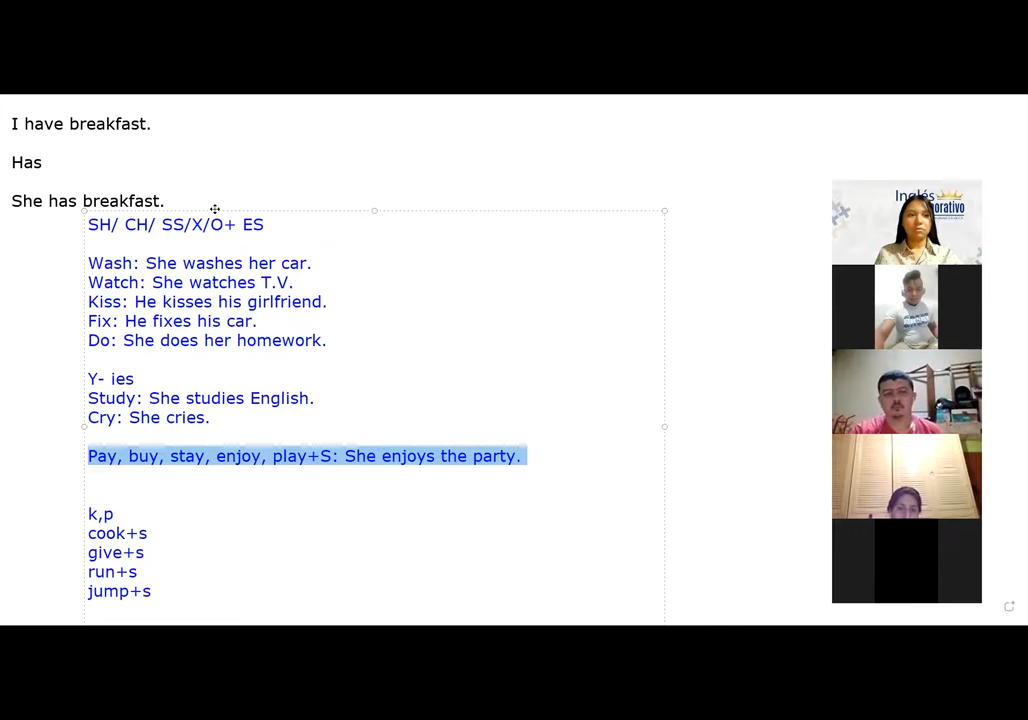 I have breakfast.
Has
She has breakfast.
SH/ CH/ SS/X/O+ ES
Wash: She washes her car.
Watch: She watches T.V.
Kiss: He kisses his girlfriend.
Fix: He fixes his car.
Do: She does her homework.
Y- ies
Study: She studies English.
Cry: She cries.
Pay, buy, stay, enjoy, play+S: She enjoys the party.
k,p
cook+s
give+s
run+s
jump+s
Inglés